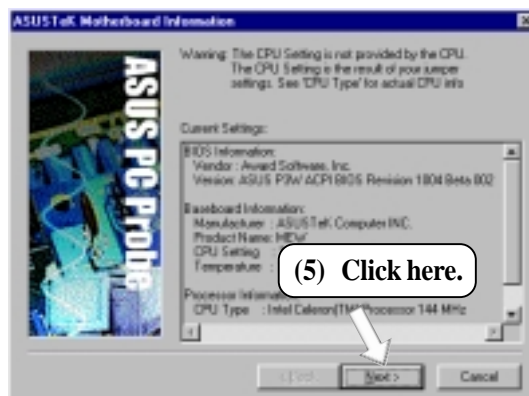 ASUSTeK Motherboard Information
ASUS PC Probe
Warning: The CPU Setting is not provided by the CPU.
The CPU Setting is the result of your jumper
settings. See 'CPU Type' for actual CPU info
Current Settings:
BIOS Information:
Vendor : Award Software, Inc.
Version: ASUS P3W ACPI BIOS Revision 1004 Beta 002
Baseboard Information:
Manufacturer : ASUSTeK Computer INC.
Product Name: MEW
CPU Setting
Temperature :
Processor Information
CPU Type : Intel Celeron(TM) Processor 144 MHz
(5) Click here.
< Back
Next >
Cancel